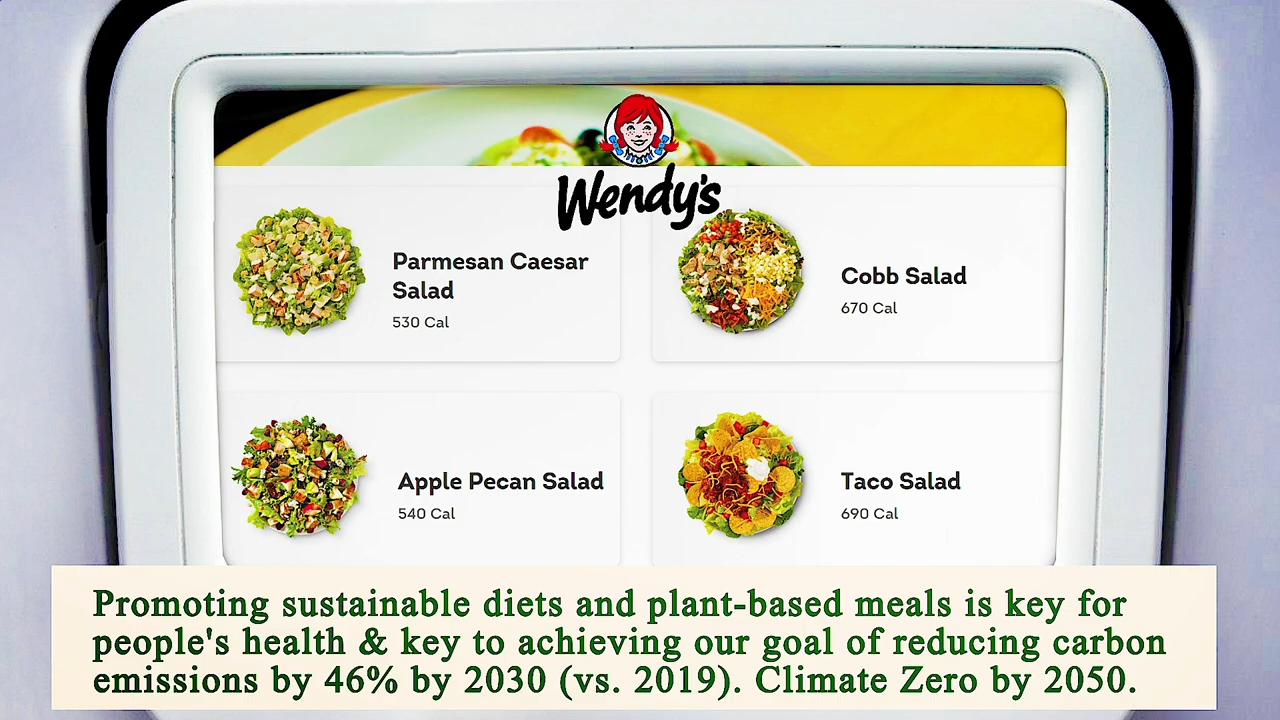 Wendy's
Parmesan Caesar
Salad
530 Cal
Cobb Salad
670 Cal
Apple Pecan Salad
540 Cal
Taco Salad
690 Cal
Promoting sustainable diets and plant-based meals is key for
people's health & key to achieving our goal of reducing carbon
emissions by 46% by 2030 (vs. 2019). Climate Zero by 2050.